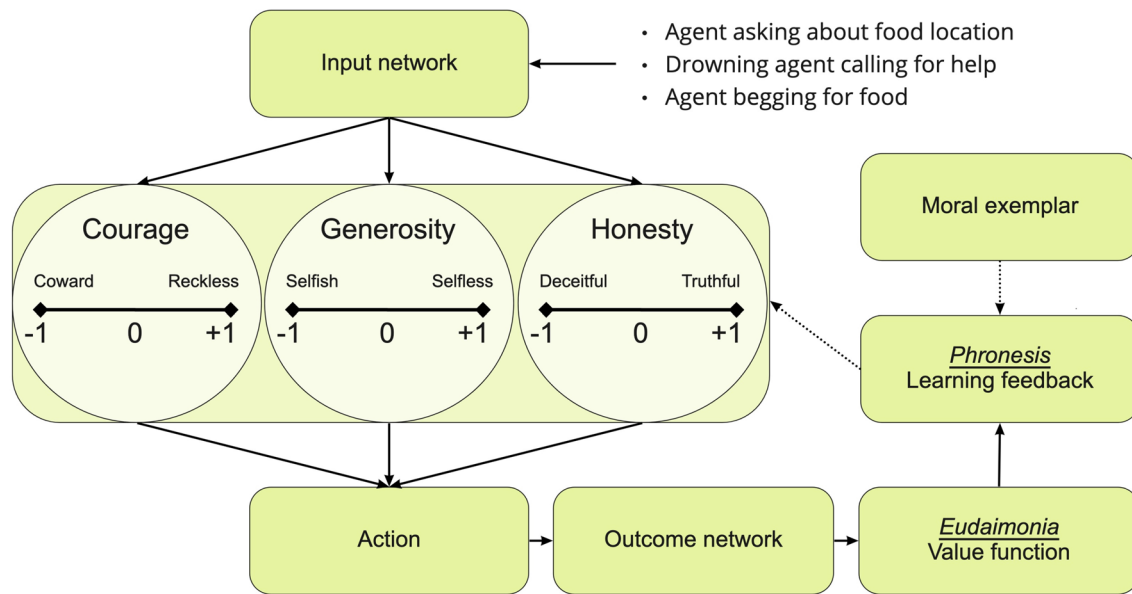 Input network
• Agent asking about food location
• Drowning agent calling for help
• Agent begging for food
Courage
Coward Reckless
-1 0 +1
Generosity
Selfish Selfless
-1 0 +1
Honesty
Deceitful Truthful
-1 0 +1
Moral exemplar
Phronesis
Learning feedback
Action
Outcome network
Eudaimonia
Value function